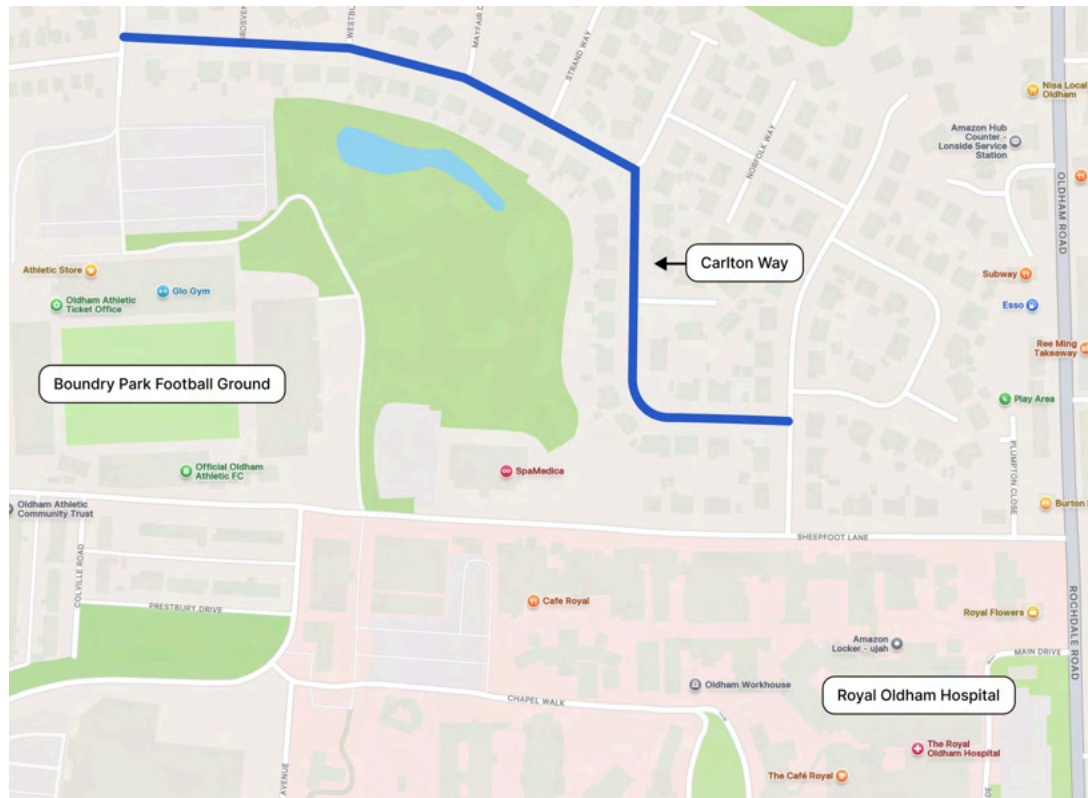 GROSVEN
WESTBU
MAYFAIR
STRAND WAY
NORFOLK WAY
Nisa Local
Oldham
Amazon Hub
Counter -
Lonside Service
Station
OLDHAM ROAD
Carlton Way
Athletic Store
Glo Gym
Oldham Athletic
Ticket Office
Subway
Esso
Ree Ming
Takeaway
Boundry Park Football Ground
Play Area
PLUMPTON CLOSE
Official Oldham
Athletic FC
SpaMedica
Oldham Athletic
Community Trust
Burton
SHEEPFOOT LANE
COLVILLE ROAD
PRESTBURY DRIVE
Cafe Royal
ROCHDALE ROAD
Royal Flowers
Amazon
Locker - ujah
MAIN DRIVE
Oldham Workhouse
Royal Oldham Hospital
CHAPEL WALK
The Royal
Oldham Hospital
The Café Royal
AVENUE